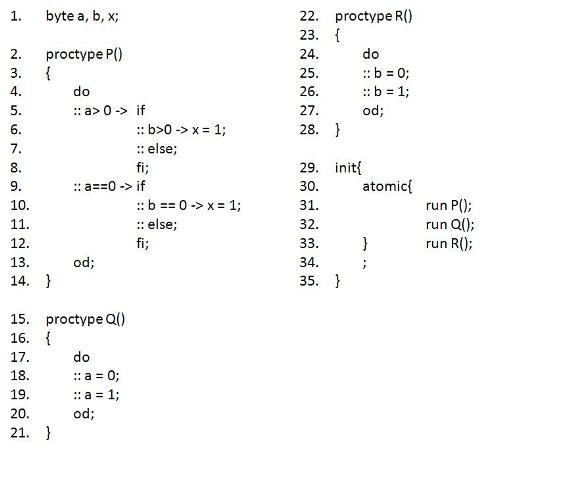 1. byte a, b, x;
2. proctype P()
3. {
4. do
5. :: a> 0 -> if
6. :: b>0 -> x = 1;
7. :: else;
8. fi;
9. :: a==0 -> if
10. :: b == 0 -> x = 1;
11. :: else;
12. fi;
13. od;
14. }
15. proctype Q()
16. {
17. do
18. :: a = 0;
19. :: a = 1;
20. od;
21. }
22. proctype R()
23. {
24. do
25. :: b = 0;
26. :: b = 1;
27. od;
28. }
29. init{
30. atomic{
31. run P();
32. run Q();
33. } run R();
34. ;
35. }